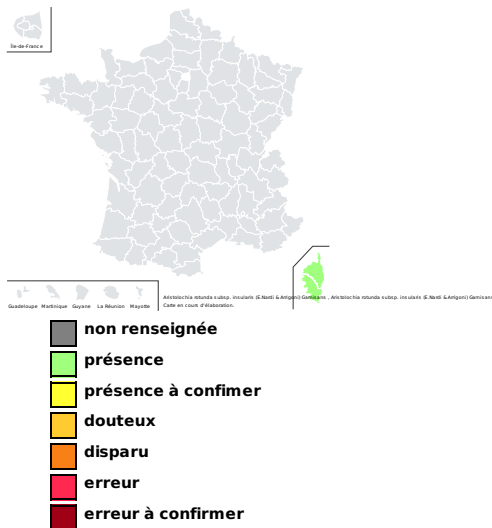 Île-de-France
Guadeloupe Martinique Guyane La Réunion Mayotte
Aristolochia rotunda subsp. insularis (E.Nardi & Arrigoni) Gamisans , Aristolochia rotunda subsp. insularis (E.Nardi & Arrigoni) Gamisans
Carte en cours d'élaboration.
non renseignée
présence
présence à confimer
douteux
disparu
erreur
erreur à confirmer